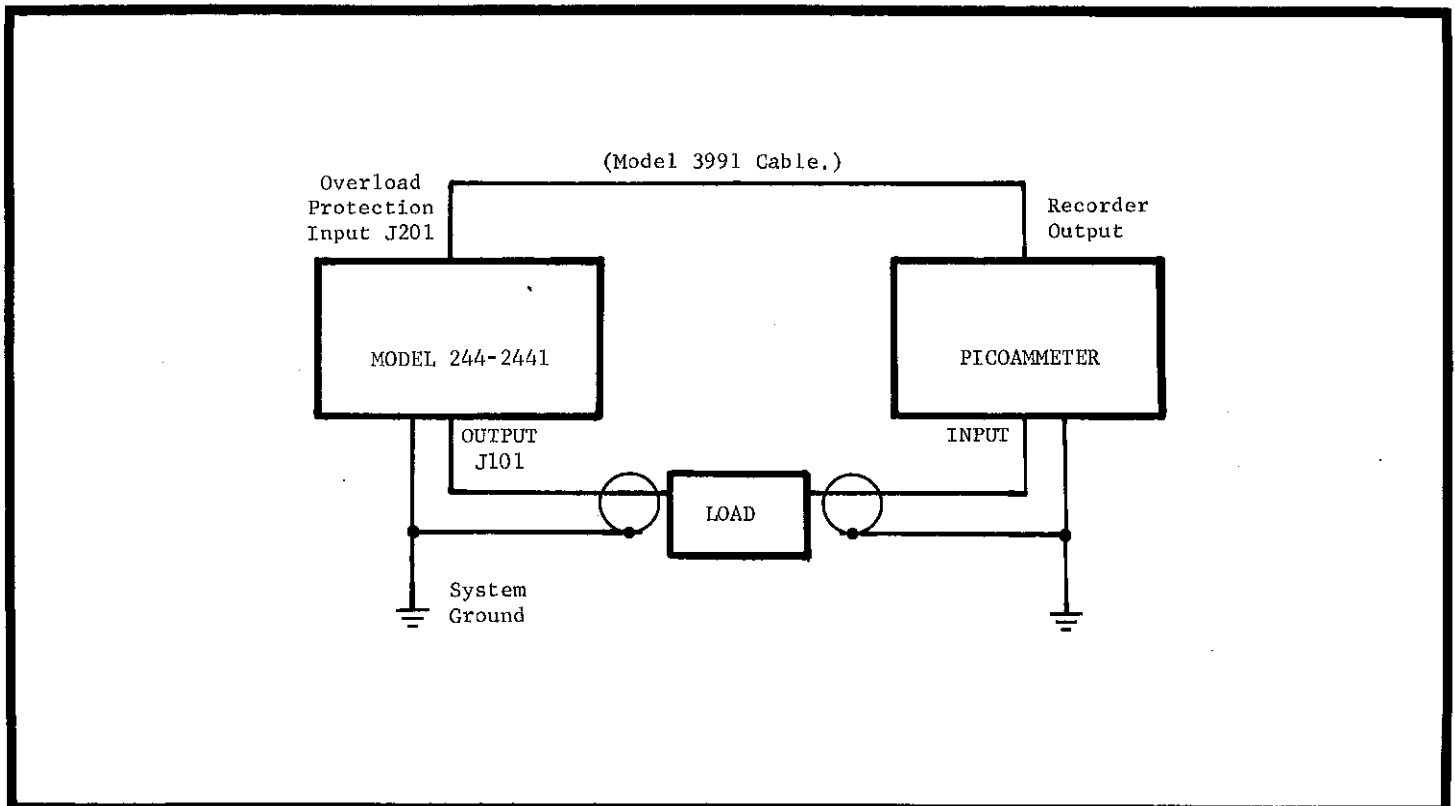 (Model 3991 Cable.)
Overload
Protection
Input J201
Recorder
Output
MODEL 244-2441
PICOAMMETER
OUTPUT
J101
INPUT
LOAD
System
Ground